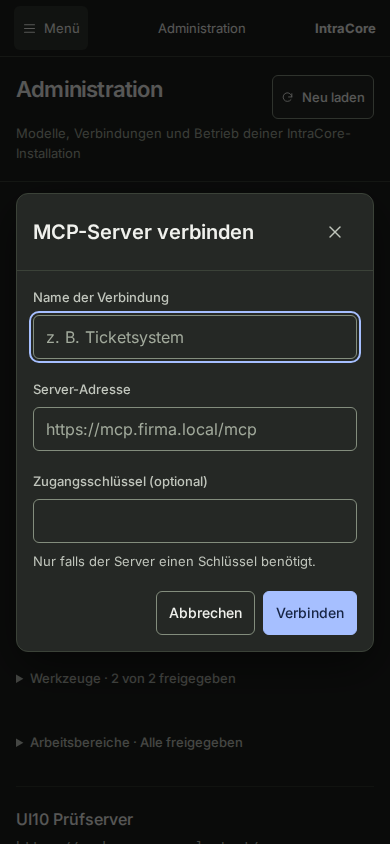 Menü
Administration
IntraCore
Administration
Neu laden
Modelle, Verbindungen und Betrieb deiner IntraCore-
Installation
MCP-Server verbinden
Name der Verbindung
z. B. Ticketsystem
Server-Adresse
https://mcp.firma.local/mcp
Zugangsschlüssel (optional)
Nur falls der Server einen Schlüssel benötigt.
Abbrechen
Verbinden
Werkzeuge · 2 von 2 freigegeben
Arbeitsbereiche · Alle freigegeben
UI10 Prüfserver